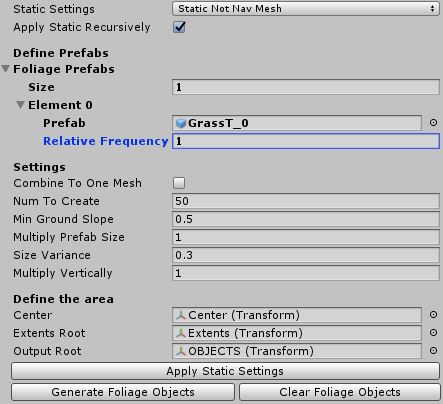 Static Settings Static Not Nav Mesh
Apply Static Recursively
Define Prefabs
Foliage Prefabs
Size 1
Element 0
Prefab GrassT_0
Relative Frequency 1
Settings
Combine To One Mesh
Num To Create 50
Min Ground Slope 0.5
Multiply Prefab Size 1
Size Variance 0.3
Multiply Vertically 1
Define the area
Center Center (Transform)
Extents Root Extents (Transform)
Output Root OBJECTS (Transform)
Apply Static Settings
Generate Foliage Objects Clear Foliage Objects